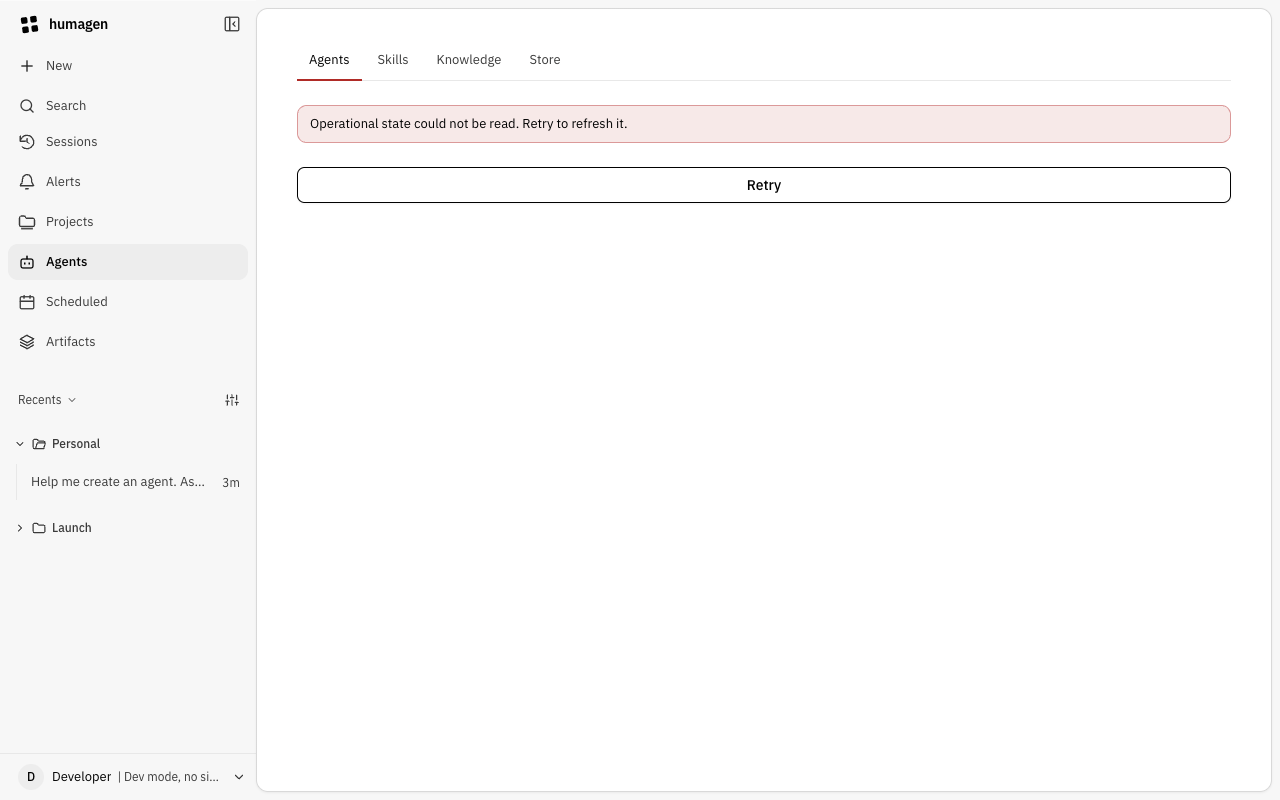 humagen
New
Search
Sessions
Alerts
Projects
Agents
Scheduled
Artifacts
Recents
Personal
Help me create an agent. As... 3m
Launch
D Developer | Dev mode, no si...
Agents Skills Knowledge Store
Operational state could not be read. Retry to refresh it.
Retry